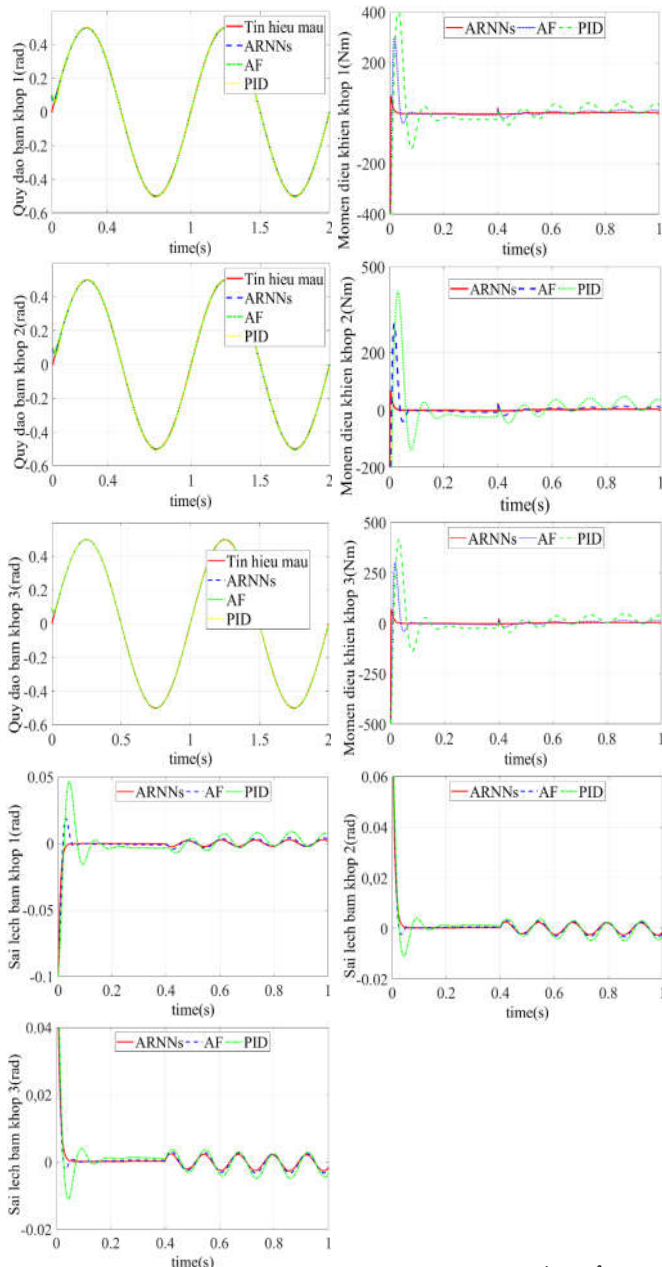 Quy dao bam khop 1(rad)
0.4
0.2
0
-0.2
-0.4
-0.6
Tin hieu mau
ARNNs
AF
PID
0 0.4 1 1.5 2
time(s)
Momen dieu khien khop 1(Nm)
400
200
0
-200
-400
ARNNs AF PID
0 0.2 0.4 0.6 0.8 1
time(s)
Quy dao bam khop 2(rad)
0.4
0.2
0
-0.2
-0.4
-0.6
Tin hieu mau
ARNNs
AF
PID
0 0.4 1 1.5 2
time(s)
Monen dieu khien khop 2(Nm)
500
200
0
-200
ARNNs AF PID
0 0.2 0.4 0.6 0.8 1
time(s)
Quy dao bam khop 3(rad)
0.4
0.2
0
-0.2
-0.4
-0.6
Tin hieu mau
ARNNs
AF
PID
0 0.5 1 1.5 2
time(s)
Momen dieu khien khop 3(Nm)
500
250
0
-250
-500
ARNNs AF PID
0 0.2 0.4 0.6 0.8 1
time(s)
Sai lech bam khop 1(rad)
0.05
0
-0.05
-0.1
ARNNs AF PID
0 0.2 0.4 0.6 0.8 1
time(s)
Sai lech bam khop 2(rad)
0.06
0.04
0.02
0
-0.02
ARNNs AF PID
0 0.2 0.4 0.6 0.8 1
time(s)
Sai lech bam khop 3(rad)
0.04
0.02
0
-0.02
ARNNs AF PID
0 0.2 0.4 0.6 0.8 1
time(s)